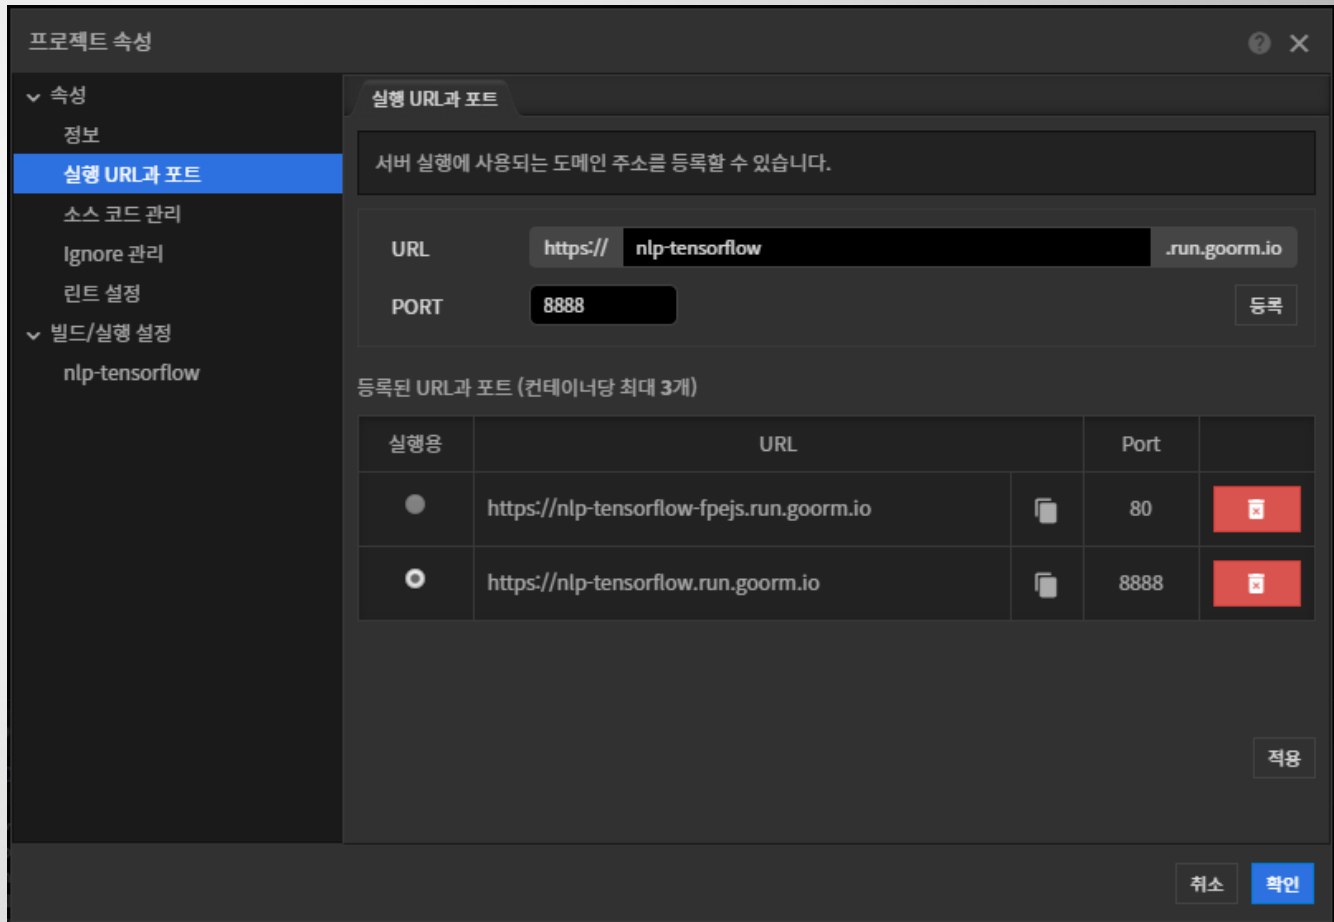 프로젝트 속성
속성
정보
실행 URL과 포트
소스 코드 관리
Ignore 관리
린트 설정
빌드/실행 설정
nlp-tensorflow
실행 URL과 포트
서버 실행에 사용되는 도메인 주소를 등록할 수 있습니다.
URL https:// nlp-tensorflow .run.goorm.io
PORT 8888 등록
등록된 URL과 포트 (컨테이너당 최대 3개)
실행용 URL Port
https://nlp-tensorflow-fpejs.run.goorm.io 80
https://nlp-tensorflow.run.goorm.io 8888
적용
취소 확인